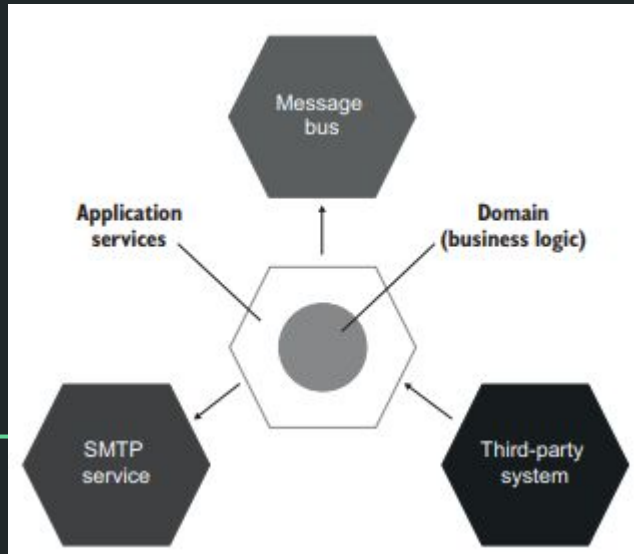 Message
bus
Application
services
Domain
(business logic)
SMTP
service
Third-party
system